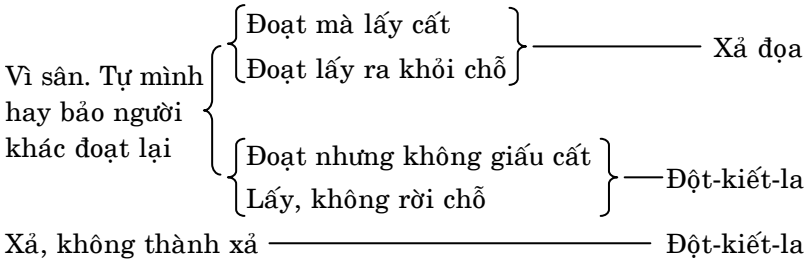 Đoạt mà lấy cất
Đoạt lấy ra khỏi chỗ
Xả đọa
Vì sân. Tự mình
hay bảo người
khác đoạt lại
Đoạt nhưng không giấu cất
Lấy, không rời chỗ
Đột-kiết-la
Xả, không thành xả Đột-kiết-la